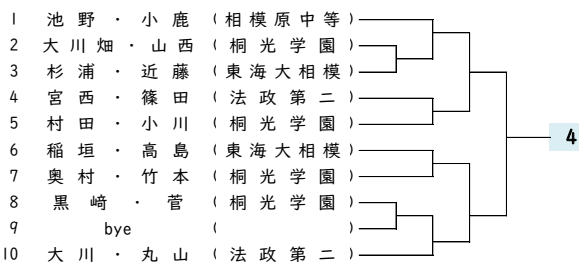 1 池野・小鹿 (相模原中等)
2 大川畑・山西 (桐光学園)
3 杉浦・近藤 (東海大相模)
4 宮西・篠田 (法政第二)
5 村田・小川 (桐光学園)
6 稲垣・高島 (東海大相模)
7 奥村・竹本 (桐光学園)
8 黒﨑・菅 (桐光学園)
9 bye ( )
10 大川・丸山 (法政第二)
4